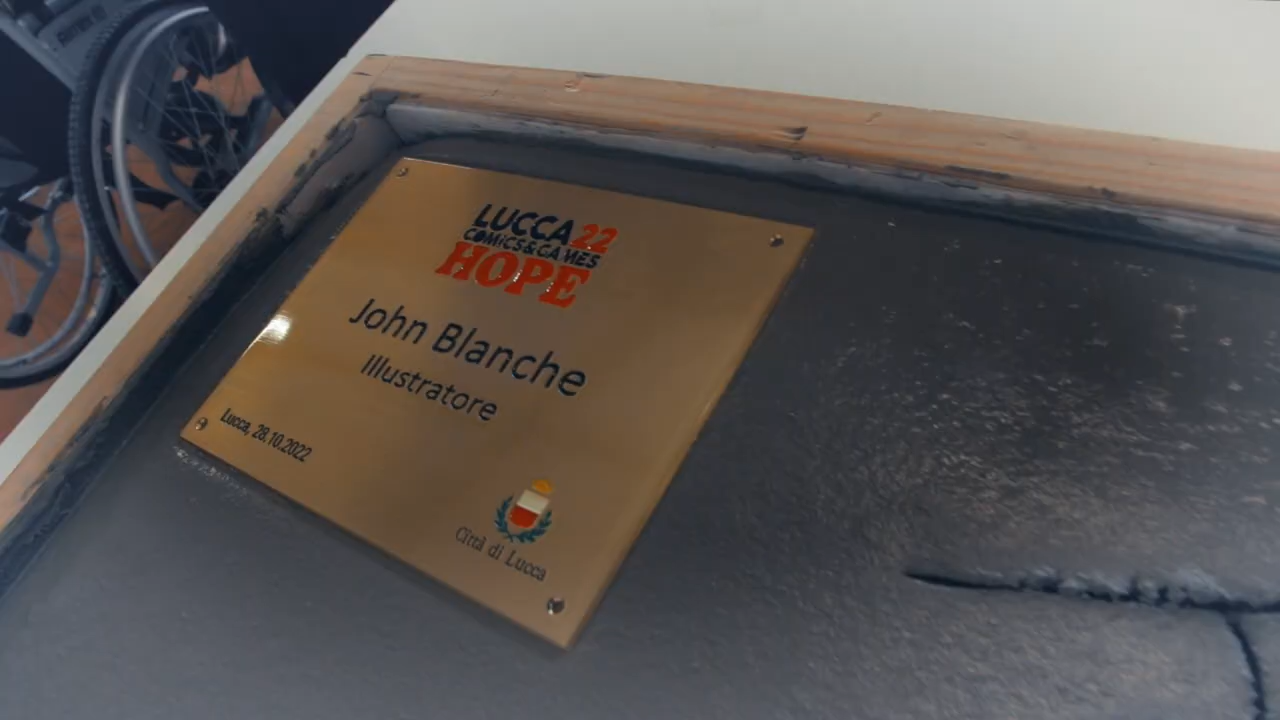 LUCCA 22
COMICS & GAMES
HOPE
John Blanche
Illustratore
Lucca, 28.10.2022
Città di Lucca